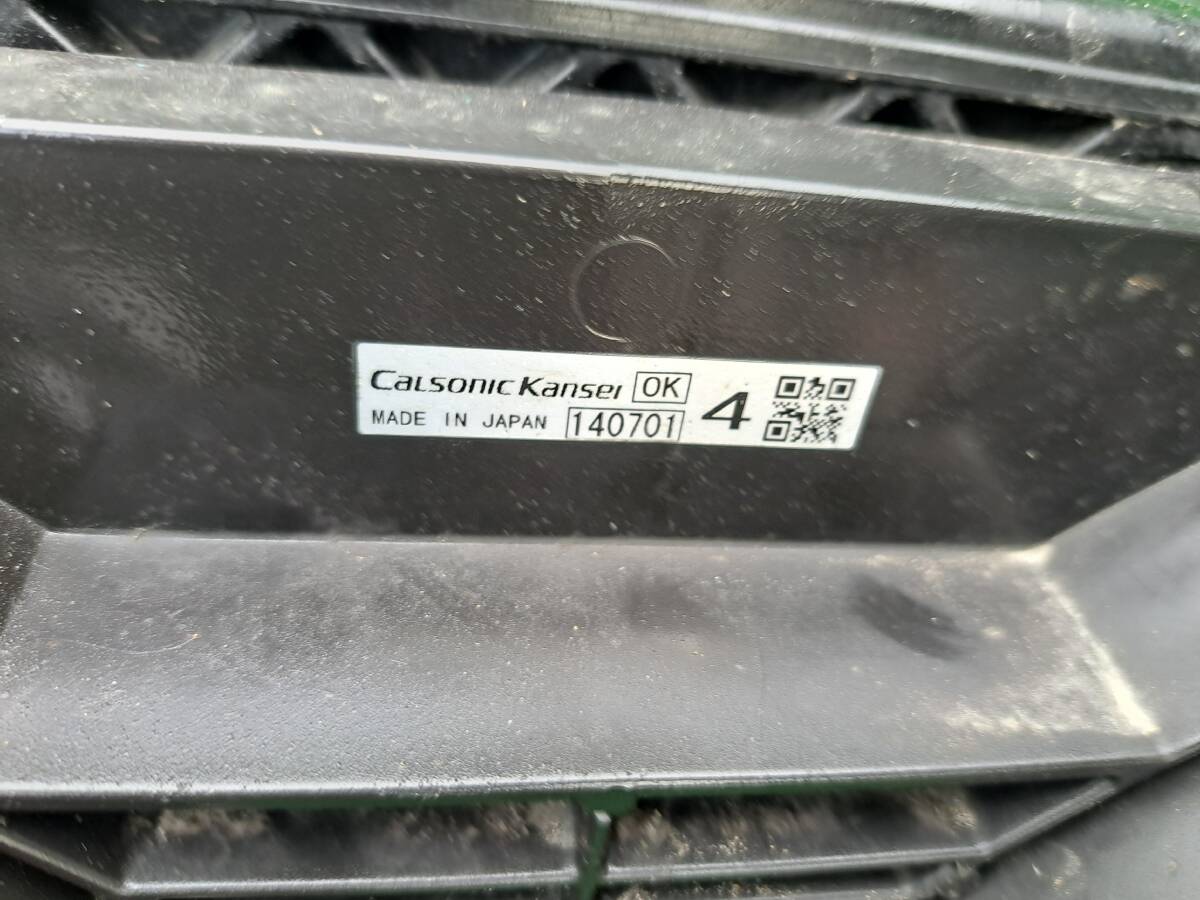 Calsonic Kansei OK
MADE IN JAPAN 140701 4